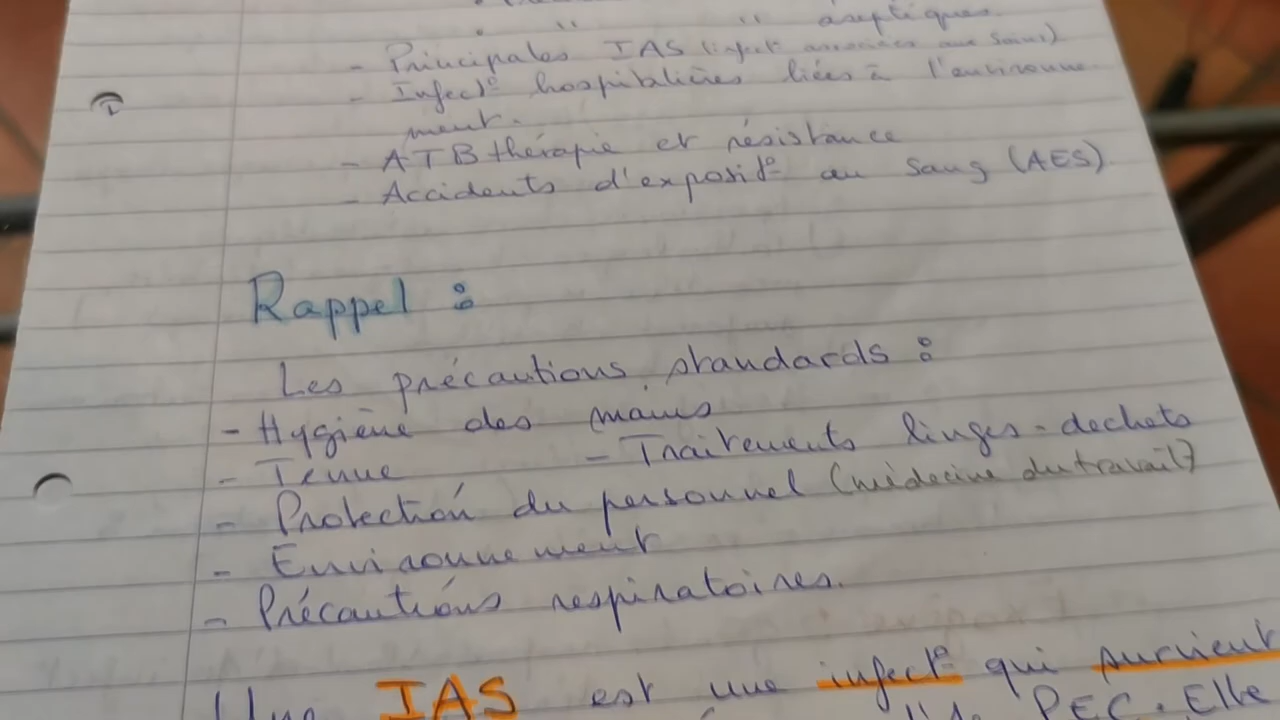 " " aseptiques.
- Principales IAS (infect° associées aux soins)
- Infect° hospitalières liées à l'environne-
ment.
- ATB thérapie et résistance
- Accidents d'exposit° au sang (AES).
Rappel :
Les précautions standards :
- Hygiène des mains
- Tenue - Traitements linges-dechets
- Protection du personnel (médecine du travail)
- Environnement
- Précautions respiratoires.
Une IAS est une infect° qui survient
PEC. Elle